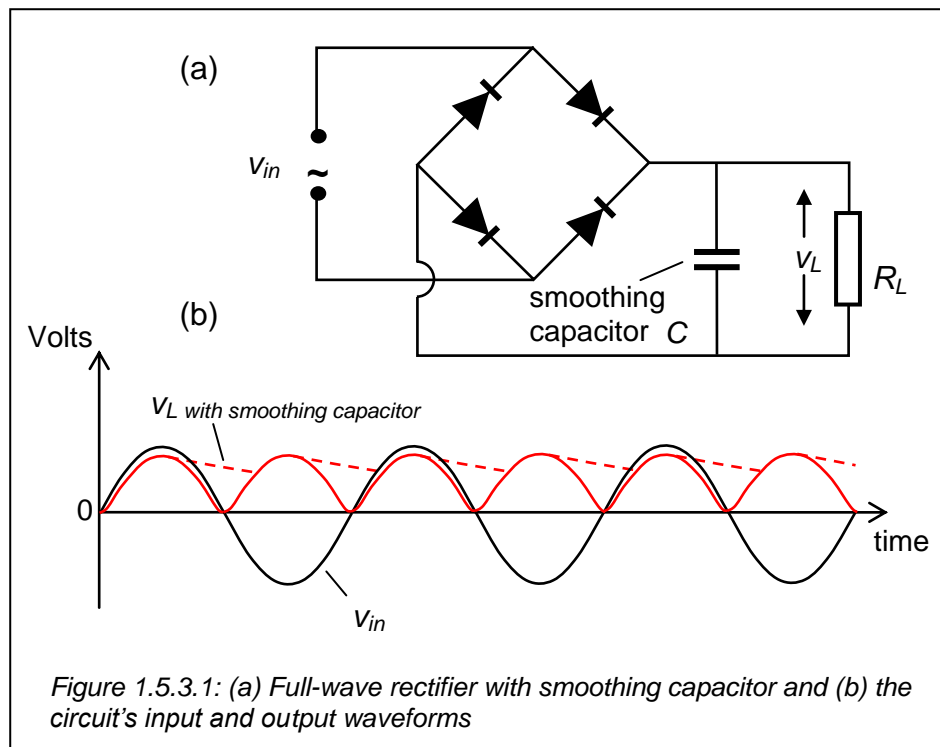 (a)
v_in
~
smoothing
capacitor C
v_L
R_L
(b)
Volts
v_L with smoothing capacitor
0
time
v_in
Figure 1.5.3.1: (a) Full-wave rectifier with smoothing capacitor and (b) the
circuit's input and output waveforms